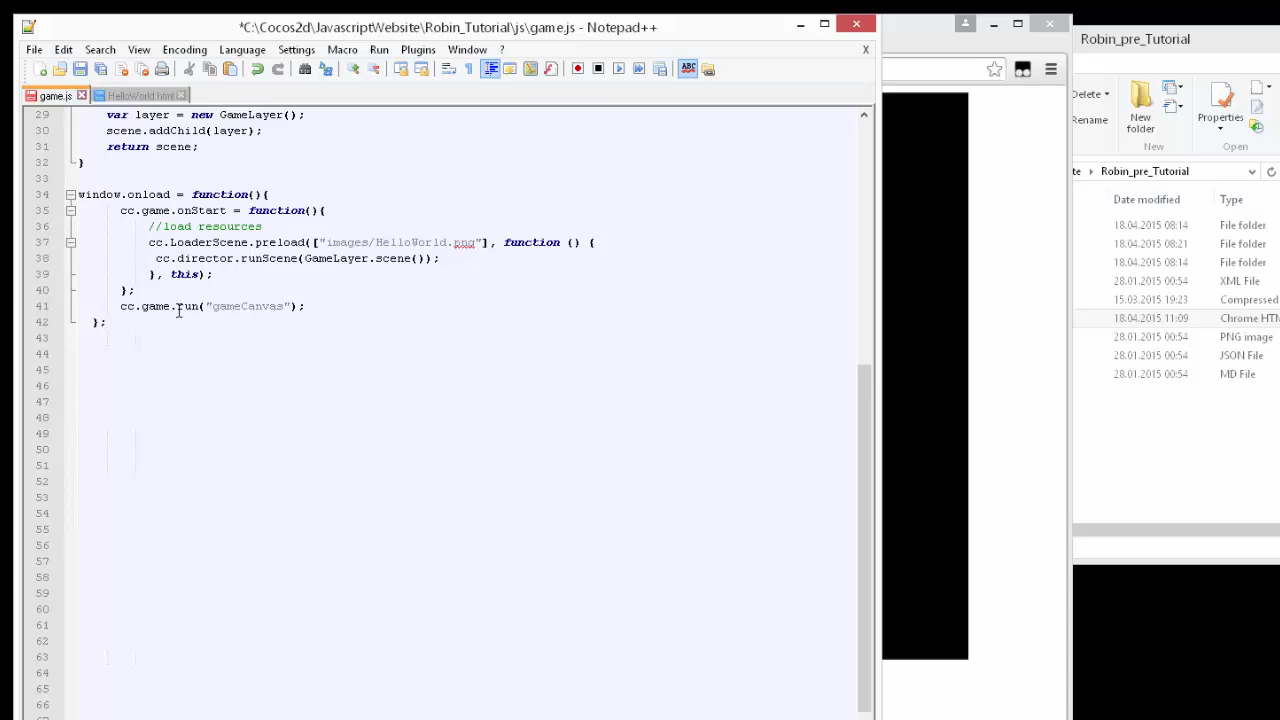 *C:\Cocos2d\JavascriptWebsite\Robin_Tutorial\js\game.js - Notepad++
File Edit Search View Encoding Language Settings Macro Run Plugins Window ? X
game.js HelloWorld.html
29 var layer = new GameLayer();
30 scene.addChild(layer);
31 return scene;
32 }
33
34 window.onload = function(){
35 cc.game.onStart = function(){
36 //load resources
37 cc.LoaderScene.preload(["images/HelloWorld.png"], function () {
38 cc.director.runScene(GameLayer.scene());
39 }, this);
40 };
41 cc.game.run("gameCanvas");
42 };
43
44
45
46
47
48
49
50
51
52
53
54
55
56
57
58
59
60
61
62
63
64
65
66
Robin_pre_Tutorial
Delete
Rename
New
folder
Properties
New
Open
te Robin_pre_Tutorial
Date modified Type
18.04.2015 08:14 File folder
18.04.2015 08:21 File folder
18.04.2015 08:14 File folder
28.01.2015 00:54 XML File
15.03.2015 19:23 Compressed
18.04.2015 11:09 Chrome HTM
28.01.2015 00:54 PNG image
28.01.2015 00:54 JSON File
28.01.2015 00:54 MD File